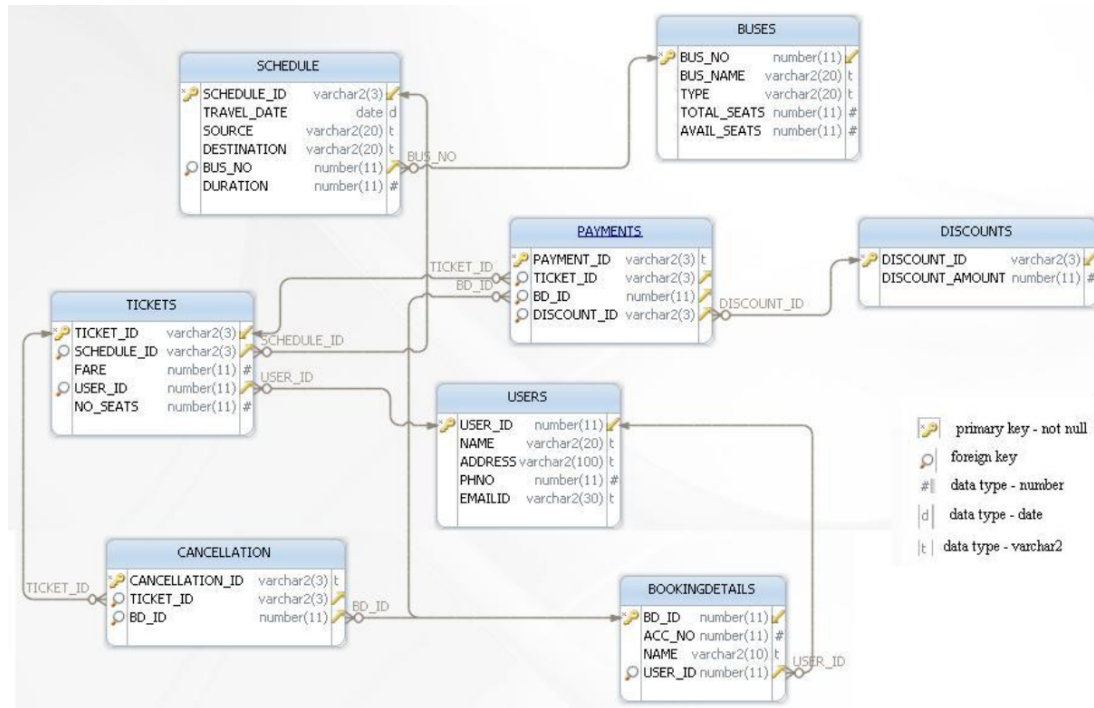 BUSES
BUS_NO number(11)
BUS_NAME varchar2(20) t
TYPE varchar2(20) t
TOTAL_SEATS number(11) #
AVAIL_SEATS number(11) #
SCHEDULE
SCHEDULE_ID varchar2(3)
TRAVEL_DATE date d
SOURCE varchar2(20) t
DESTINATION varchar2(20) t
BUS_NO number(11)
DURATION number(11) #
BUS_NO
PAYMENTS
PAYMENT_ID varchar2(3) t
TICKET_ID varchar2(3)
BD_ID number(11)
DISCOUNT_ID varchar2(3)
TICKET_ID
BD_ID
DISCOUNT_ID
DISCOUNTS
DISCOUNT_ID varchar2(3)
DISCOUNT_AMOUNT number(11) #
TICKETS
TICKET_ID varchar2(3)
SCHEDULE_ID varchar2(3)
FARE number(11) #
USER_ID number(11)
NO_SEATS number(11) #
SCHEDULE_ID
USER_ID
USERS
USER_ID number(11)
NAME varchar2(20) t
ADDRESS varchar2(100) t
PHNO number(11) #
EMAILID varchar2(30) t
primary key - not null
foreign key
# data type - number
d data type - date
t data type - varchar2
CANCELLATION
CANCELLATION_ID varchar2(3) t
TICKET_ID varchar2(3)
BD_ID number(11)
TICKET_ID
BD_ID
BOOKINGDETAILS
BD_ID number(11)
ACC_NO number(11) #
NAME varchar2(10) t
USER_ID number(11)
USER_ID